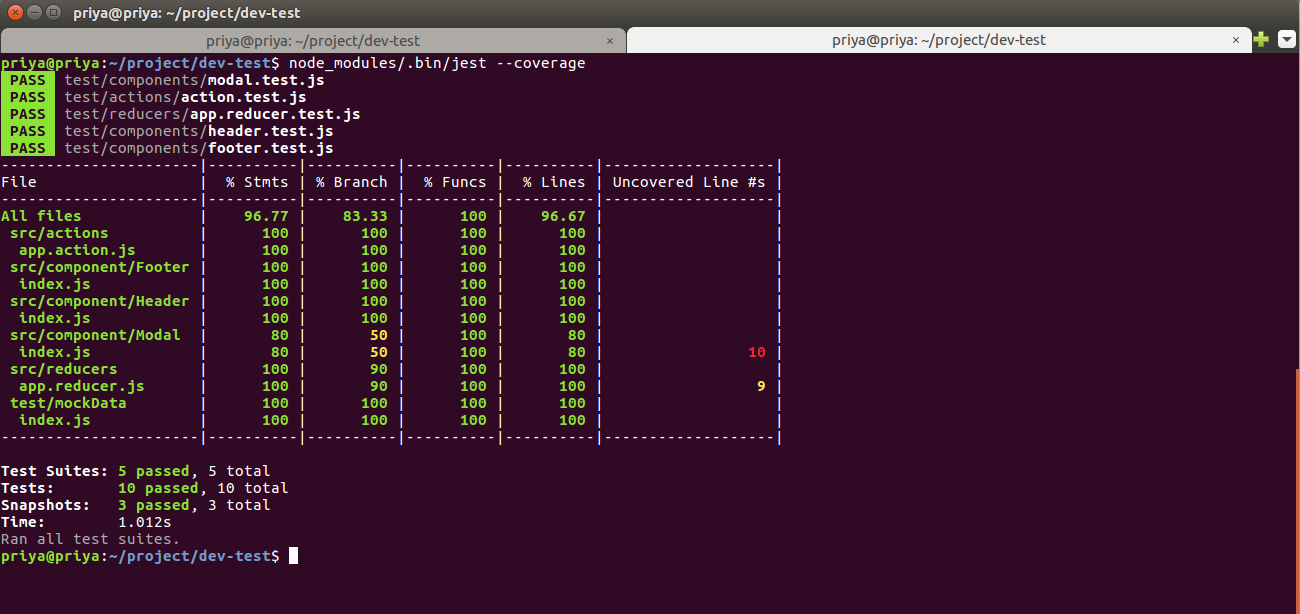 priya@priya: ~/project/dev-test
priya@priya: ~/project/dev-test × priya@priya: ~/project/dev-test ×
priya@priya:~/project/dev-test$ node_modules/.bin/jest --coverage
PASS test/components/modal.test.js
PASS test/actions/action.test.js
PASS test/reducers/app.reducer.test.js
PASS test/components/header.test.js
PASS test/components/footer.test.js
----------------------|----------|----------|----------|----------|-------------------|
File                  |  % Stmts | % Branch |  % Funcs |  % Lines | Uncovered Line #s |
----------------------|----------|----------|----------|----------|-------------------|
All files             |    96.77 |    83.33 |      100 |    96.67 |                   |
 src/actions          |      100 |      100 |      100 |      100 |                   |
  app.action.js       |      100 |      100 |      100 |      100 |                   |
 src/component/Footer |      100 |      100 |      100 |      100 |                   |
  index.js            |      100 |      100 |      100 |      100 |                   |
 src/component/Header |      100 |      100 |      100 |      100 |                   |
  index.js            |      100 |      100 |      100 |      100 |                   |
 src/component/Modal  |       80 |       50 |      100 |       80 |                   |
  index.js            |       80 |       50 |      100 |       80 |                10 |
 src/reducers         |      100 |       90 |      100 |      100 |                   |
  app.reducer.js      |      100 |       90 |      100 |      100 |                 9 |
 test/mockData        |      100 |      100 |      100 |      100 |                   |
  index.js            |      100 |      100 |      100 |      100 |                   |
----------------------|----------|----------|----------|----------|-------------------|
Test Suites: 5 passed, 5 total
Tests:       10 passed, 10 total
Snapshots:   3 passed, 3 total
Time:        1.012s
Ran all test suites.
priya@priya:~/project/dev-test$